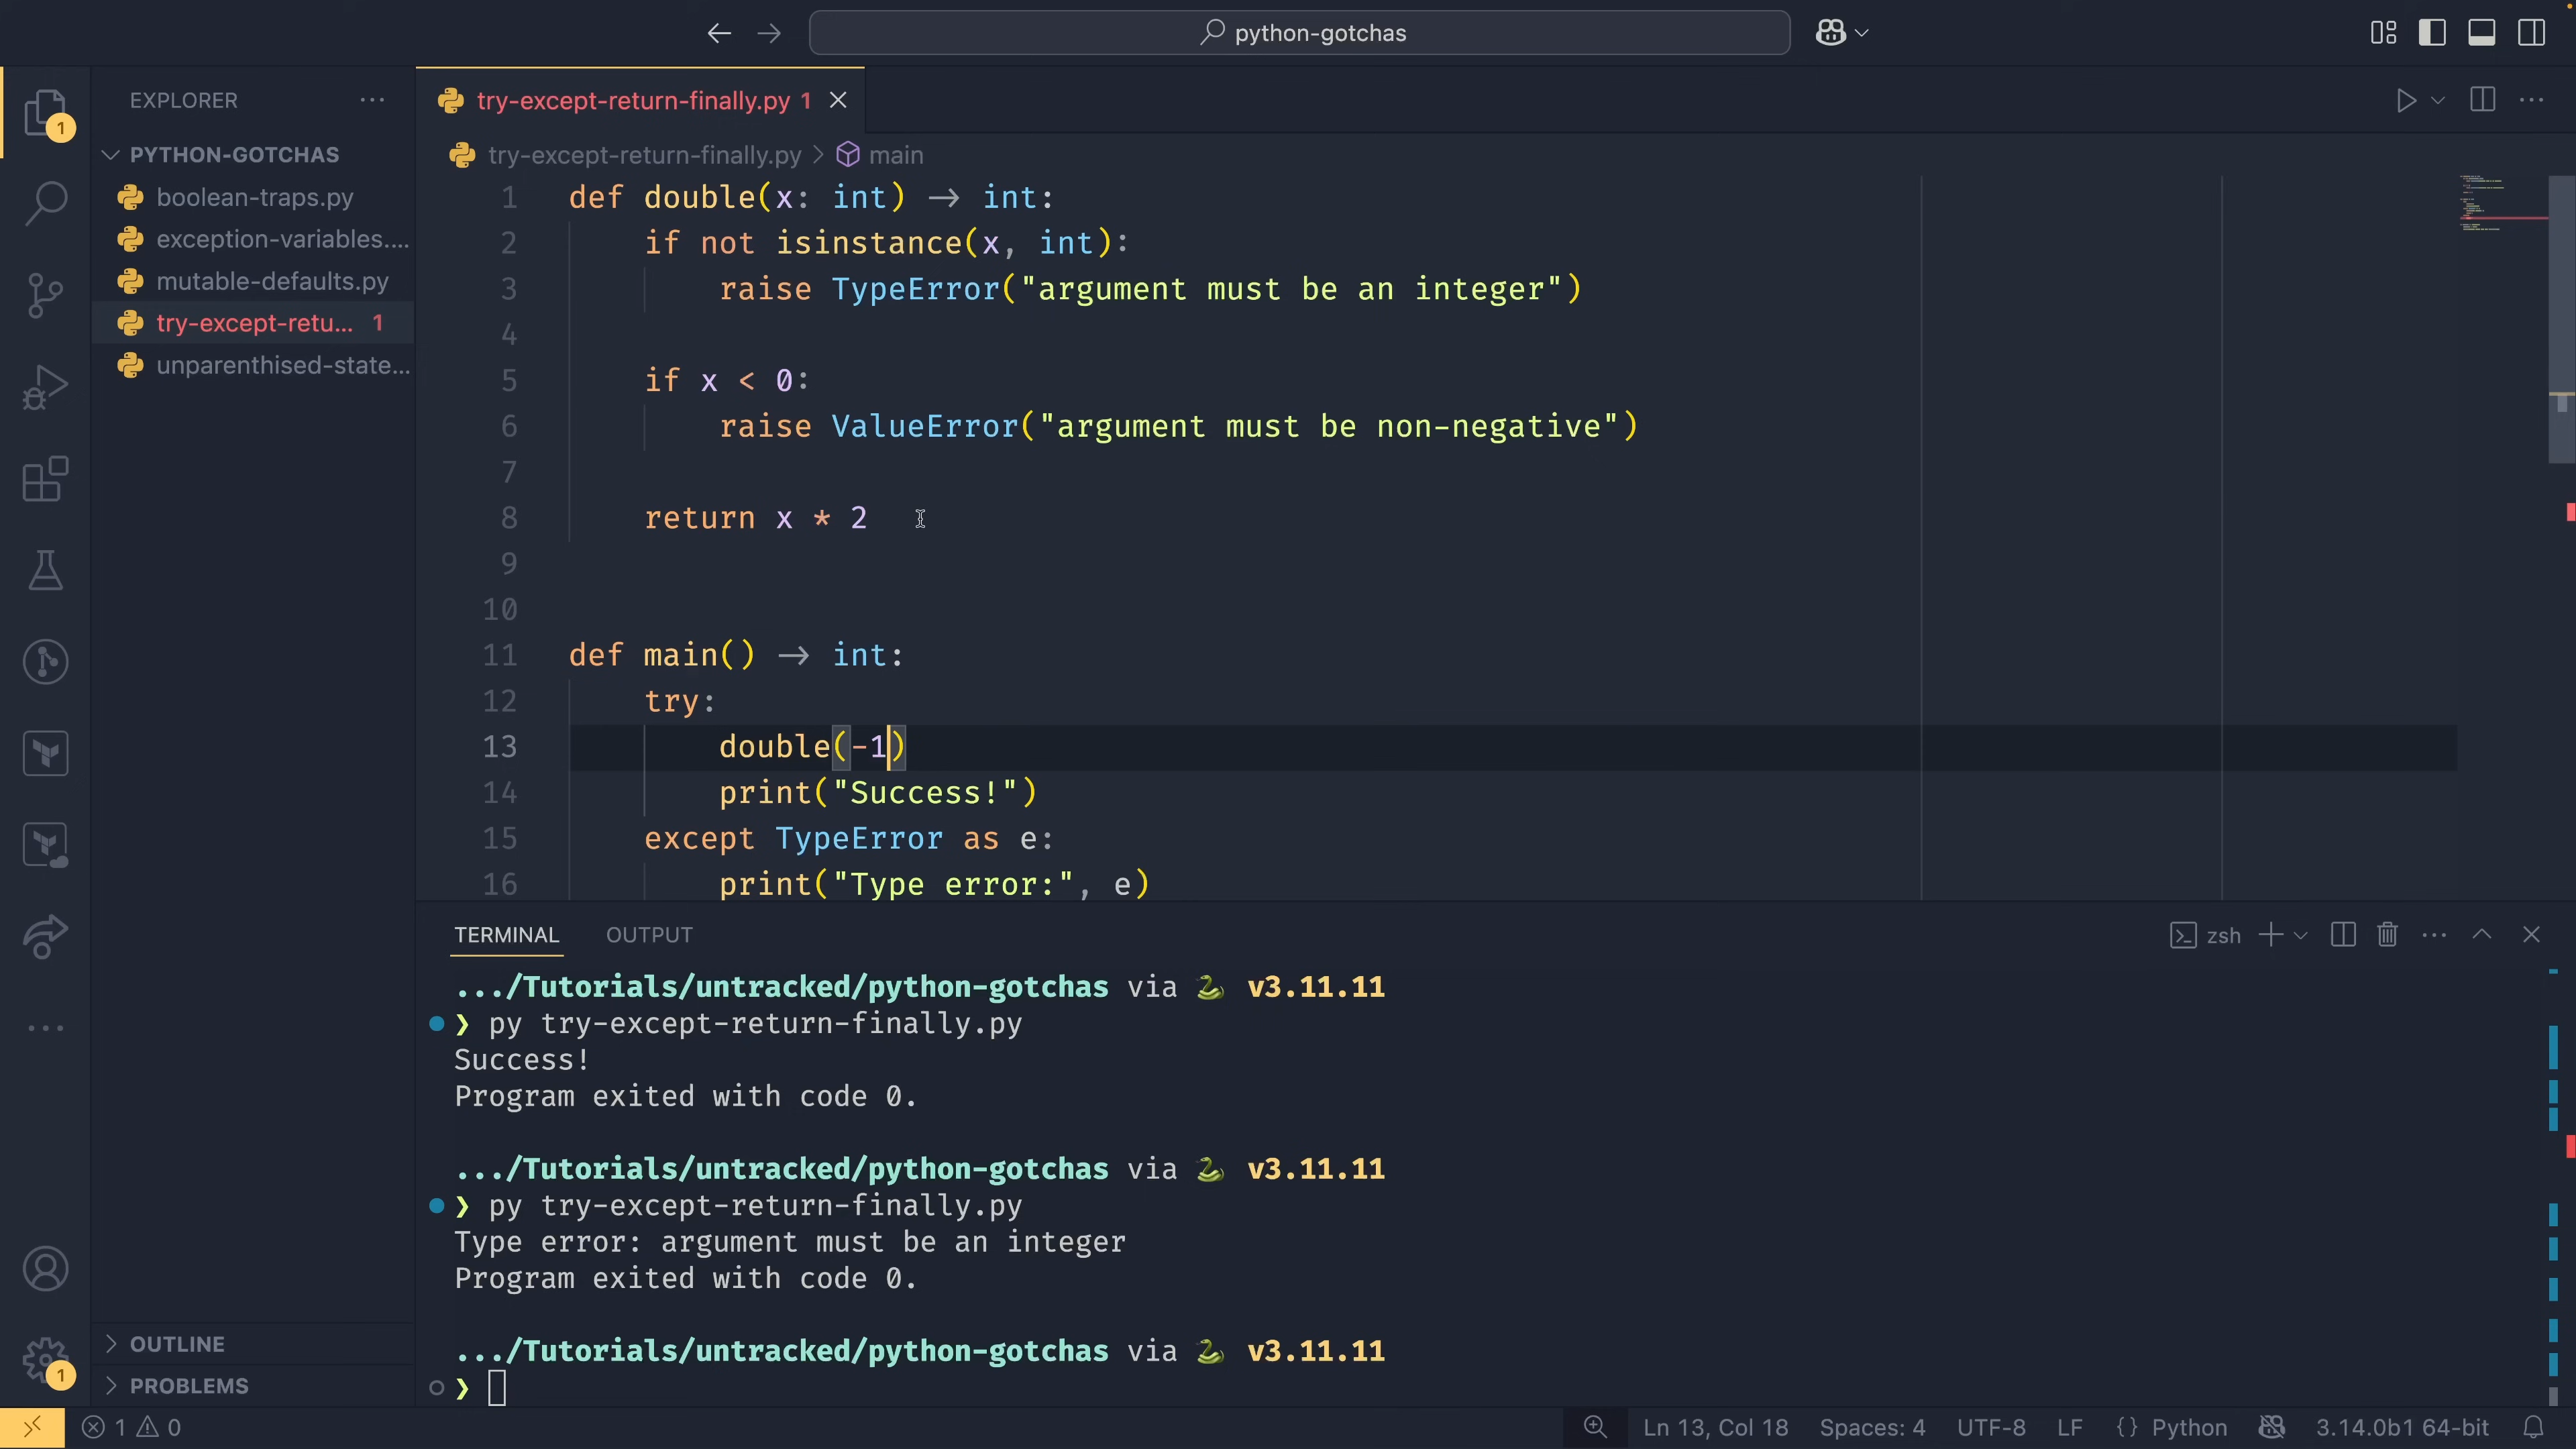 python-gotchas
EXPLORER
PYTHON-GOTCHAS
boolean-traps.py
exception-variables....
mutable-defaults.py
try-except-retu... 1
unparenthised-state...
OUTLINE
PROBLEMS
1
1
try-except-return-finally.py 1
try-except-return-finally.py > main
1 def double(x: int) → int:
2 if not isinstance(x, int):
3 raise TypeError("argument must be an integer")
4
5 if x < 0:
6 raise ValueError("argument must be non-negative")
7
8 return x * 2
9
10
11 def main() → int:
12 try:
13 double(-1)
14 print("Success!")
15 except TypeError as e:
16 print("Type error:", e)
TERMINAL OUTPUT
zsh
.../Tutorials/untracked/python-gotchas via 🐍 v3.11.11
❯ py try-except-return-finally.py
Success!
Program exited with code 0.
.../Tutorials/untracked/python-gotchas via 🐍 v3.11.11
❯ py try-except-return-finally.py
Type error: argument must be an integer
Program exited with code 0.
.../Tutorials/untracked/python-gotchas via 🐍 v3.11.11
❯
1 0
Ln 13, Col 18 Spaces: 4 UTF-8 LF {} Python 3.14.0b1 64-bit